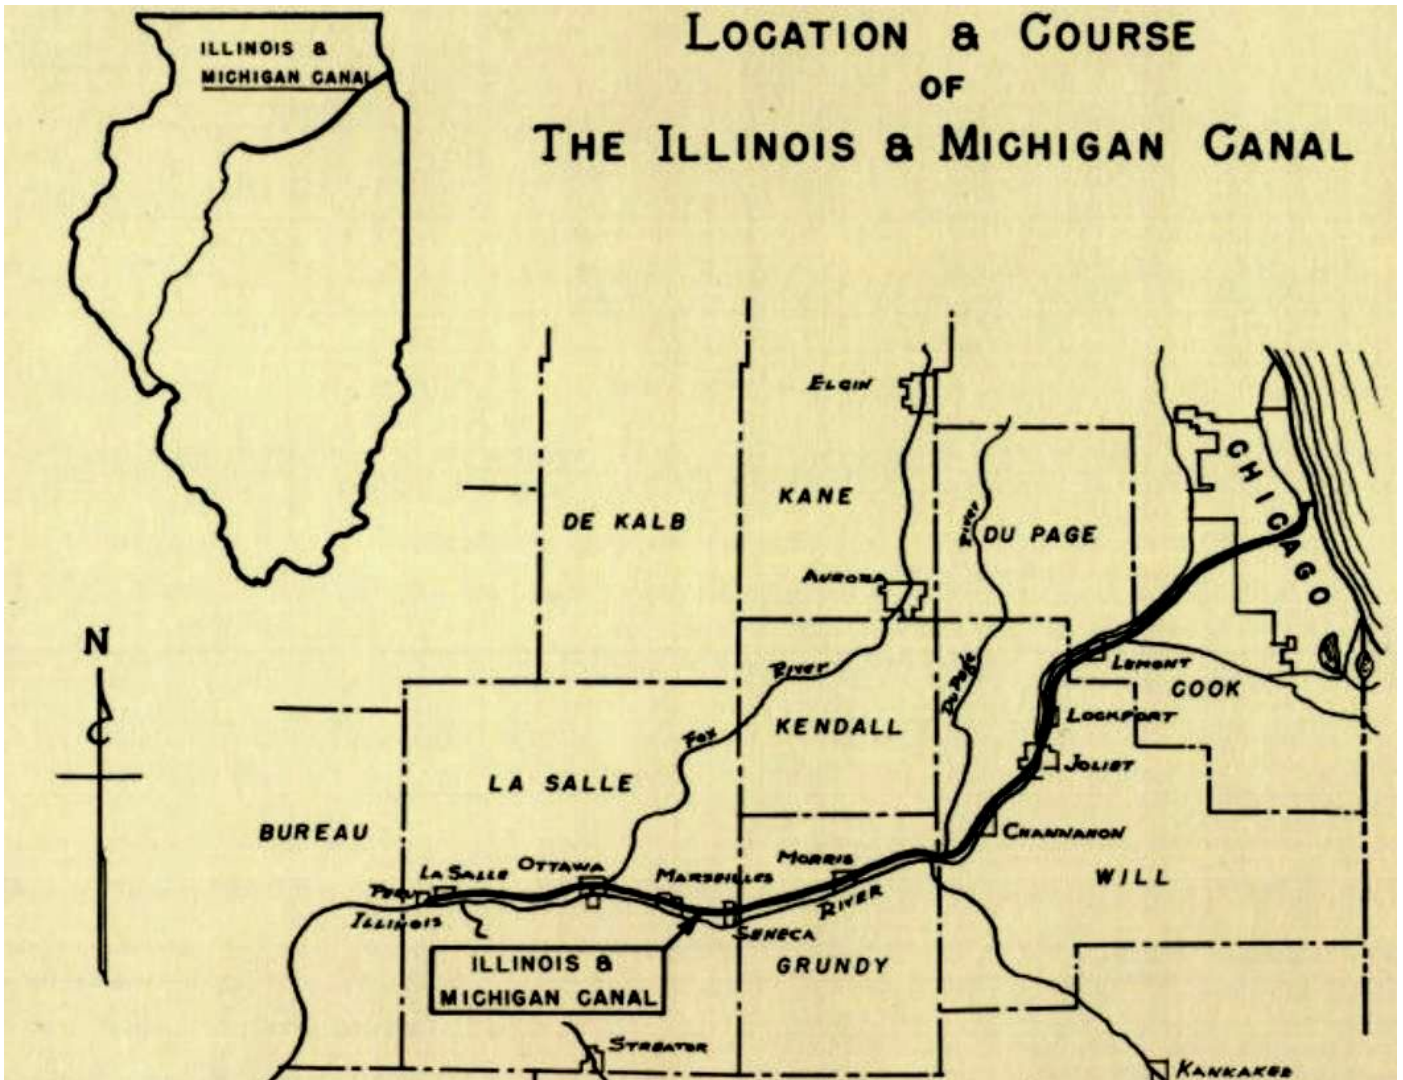 ILLINOIS &
MICHIGAN CANAL
LOCATION & COURSE
OF
THE ILLINOIS & MICHIGAN CANAL
N
ELGIN
KANE
DE KALB
RIVER
DU PAGE
CHICAGO
AURORA
RIVER
FOX
KENDALL
DU PAGE
LEMONT
COOK
LOCKPORT
JOLIET
LA SALLE
BUREAU
CHANNAHON
WILL
PERU
LA SALLE
OTTAWA
MARSEILLES
MORRIS
ILLINOIS
RIVER
SENECA
GRUNDY
ILLINOIS &
MICHIGAN CANAL
STREATOR
KANKAKEE